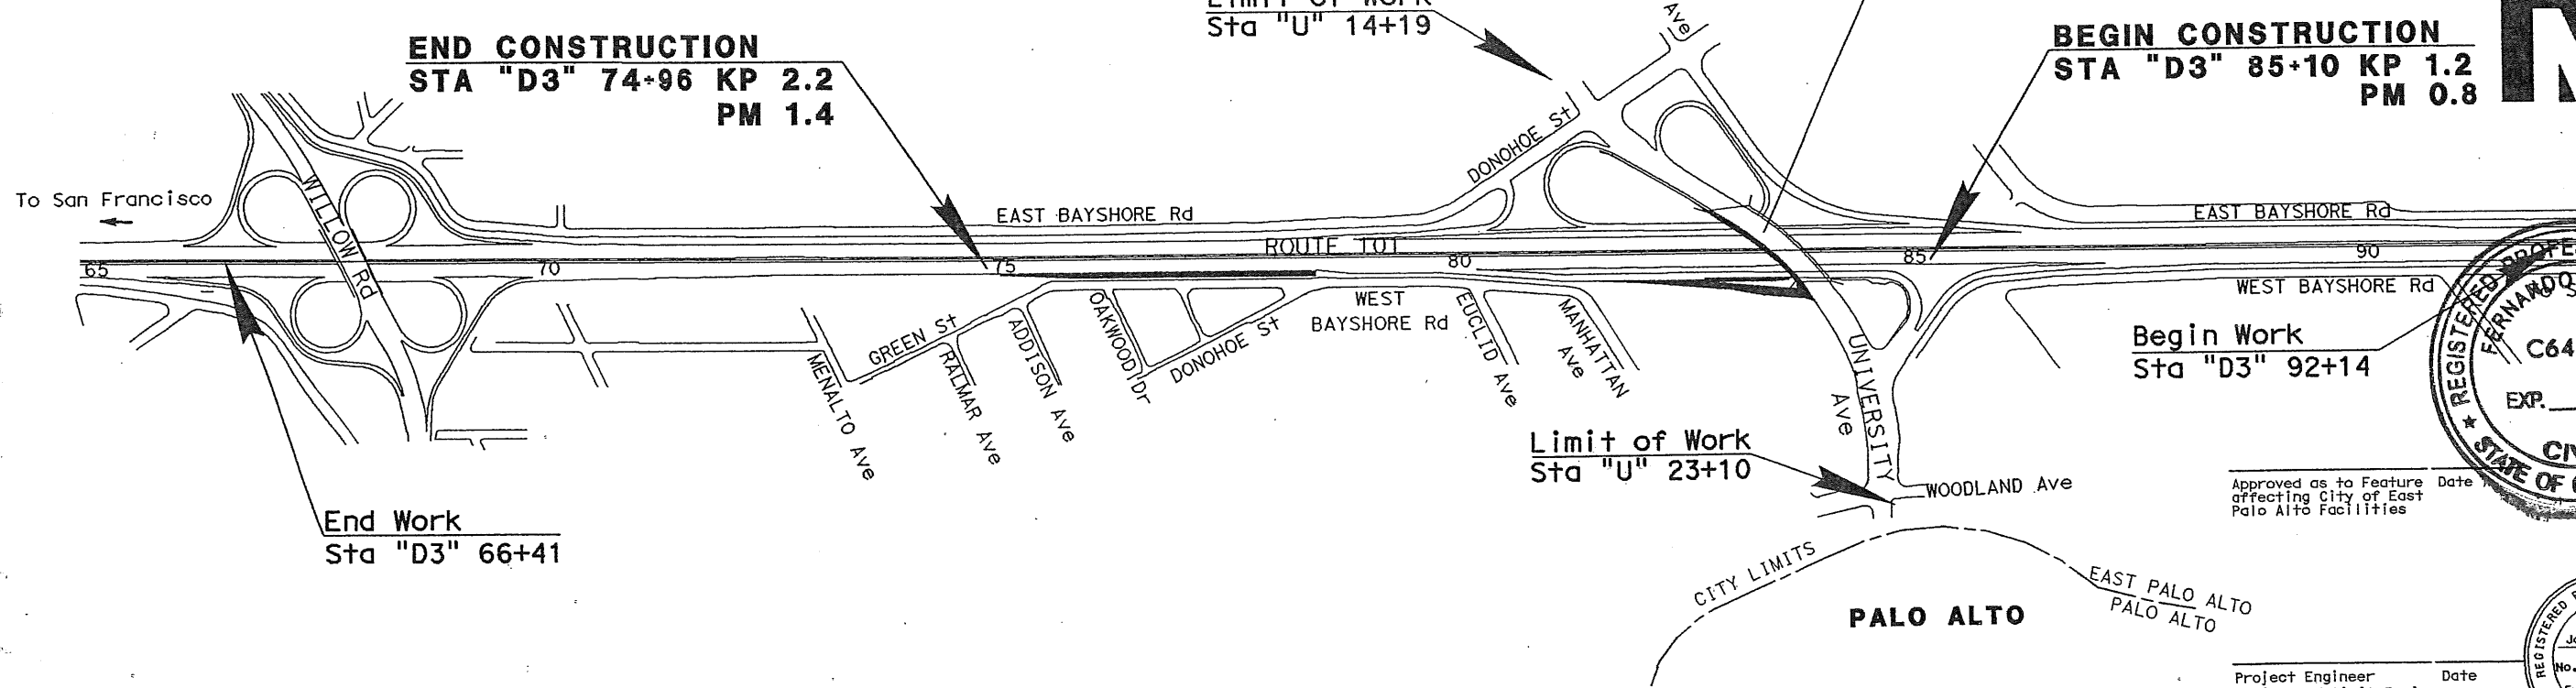 Sta "U" 14+19
Ave
END CONSTRUCTION
STA "D3" 74+96 KP 2.2
PM 1.4
BEGIN CONSTRUCTION
STA "D3" 85+10 KP 1.2
PM 0.8
To San Francisco
WILLOW Rd
DONOHOE St
EAST BAYSHORE Rd
EAST BAYSHORE Rd
ROUTE 101
65
70
75
80
85
90
WEST
BAYSHORE Rd
WEST BAYSHORE Rd
MENALTO Ave
GREEN St
RALMAR Ave
ADDISON Ave
OAKWOOD Dr
DONOHOE St
EUCLID Ave
MANHATTAN
Ave
UNIVERSITY
Ave
Begin Work
Sta "D3" 92+14
Limit of Work
Sta "U" 23+10
WOODLAND Ave
End Work
Sta "D3" 66+41
CITY LIMITS
EAST PALO ALTO
PALO ALTO
PALO ALTO
REGISTERED
FERNANDO
C64
EXP.
STATE OF
Approved as to Feature Date
affecting City of East
Palo Alto Facilities
REGISTERED
No.
Project Engineer Date